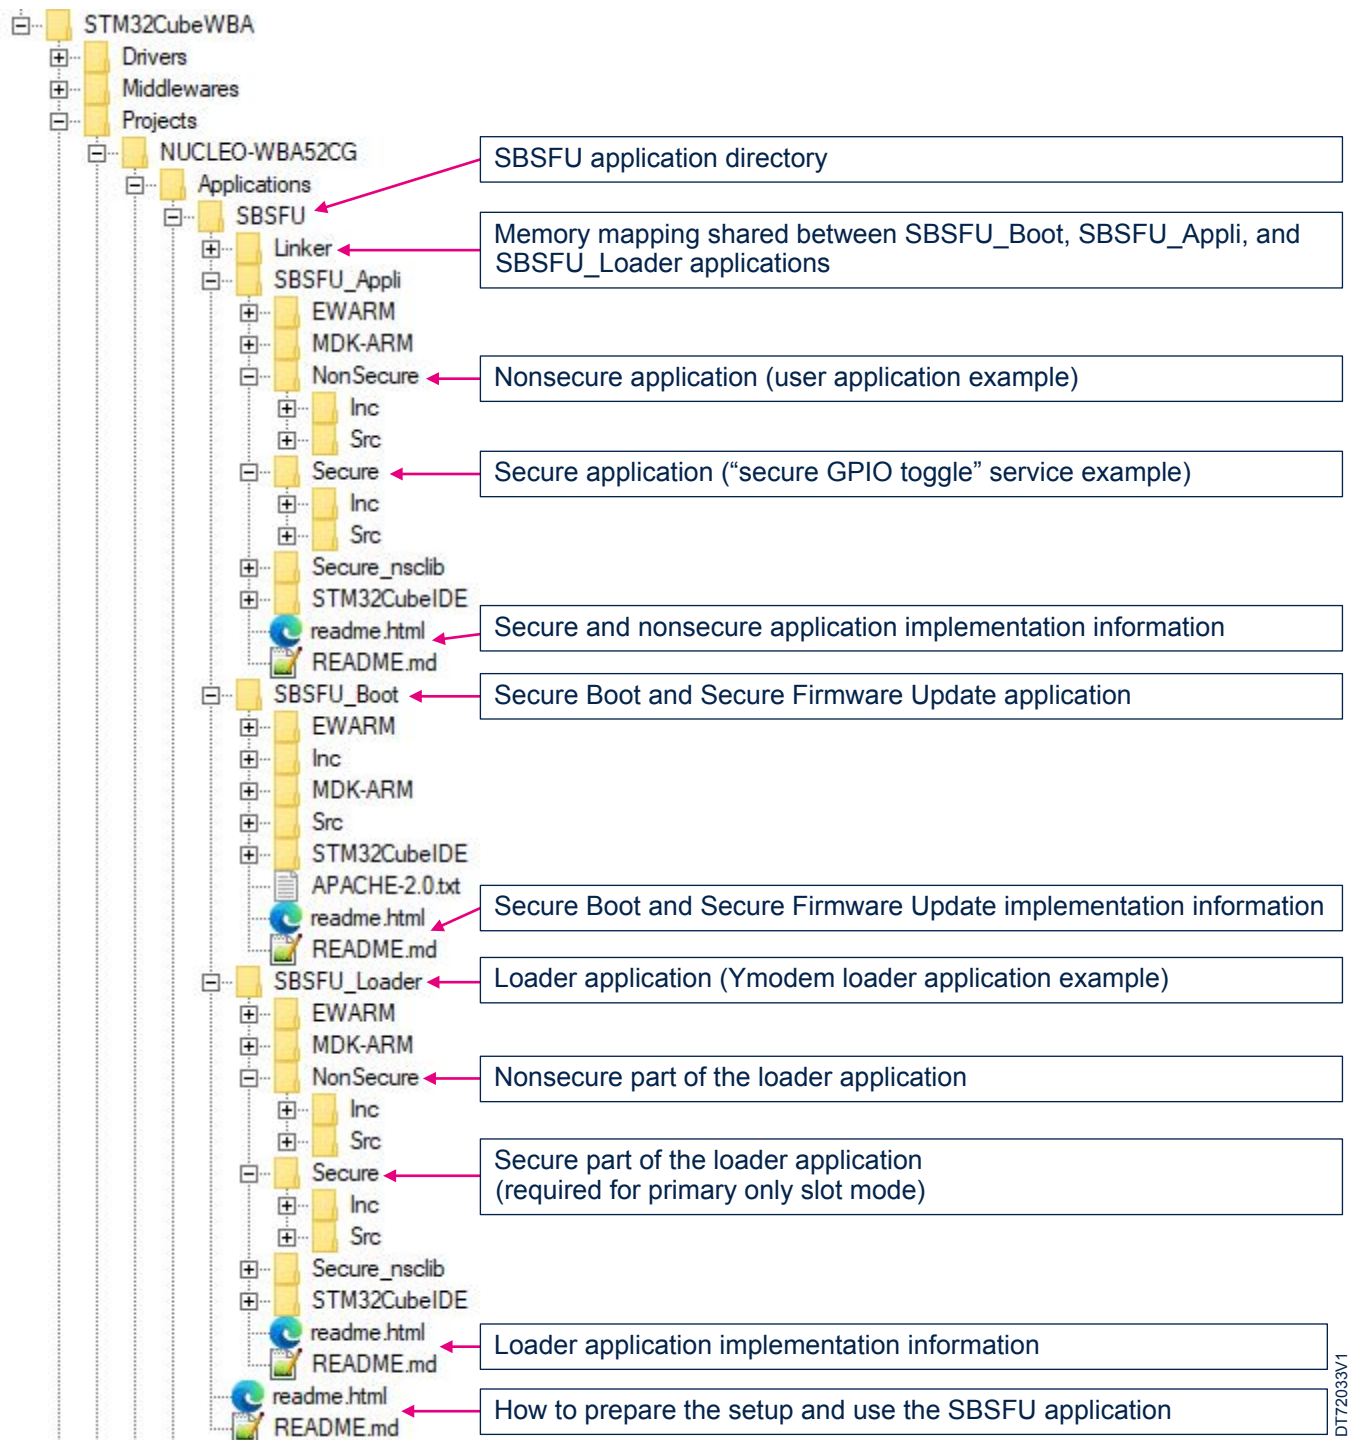 STM32CubeWBA
Drivers
Middlewares
Projects
NUCLEO-WBA52CG
SBSFU application directory
Applications
SBSFU
Memory mapping shared between SBSFU_Boot, SBSFU_Appli, and
SBSFU_Loader applications
Linker
SBSFU_Appli
EWARM
MDK-ARM
NonSecure
Nonsecure application (user application example)
Inc
Src
Secure
Secure application (“secure GPIO toggle” service example)
Inc
Src
Secure_nsclib
STM32CubeIDE
readme.html
Secure and nonsecure application implementation information
README.md
SBSFU_Boot
Secure Boot and Secure Firmware Update application
EWARM
Inc
MDK-ARM
Src
STM32CubeIDE
APACHE-2.0.txt
readme.html
Secure Boot and Secure Firmware Update implementation information
README.md
SBSFU_Loader
Loader application (Ymodem loader application example)
EWARM
MDK-ARM
NonSecure
Nonsecure part of the loader application
Inc
Src
Secure
Secure part of the loader application
(required for primary only slot mode)
Inc
Src
Secure_nsclib
STM32CubeIDE
readme.html
Loader application implementation information
README.md
readme.html
How to prepare the setup and use the SBSFU application
README.md
DT72033V1